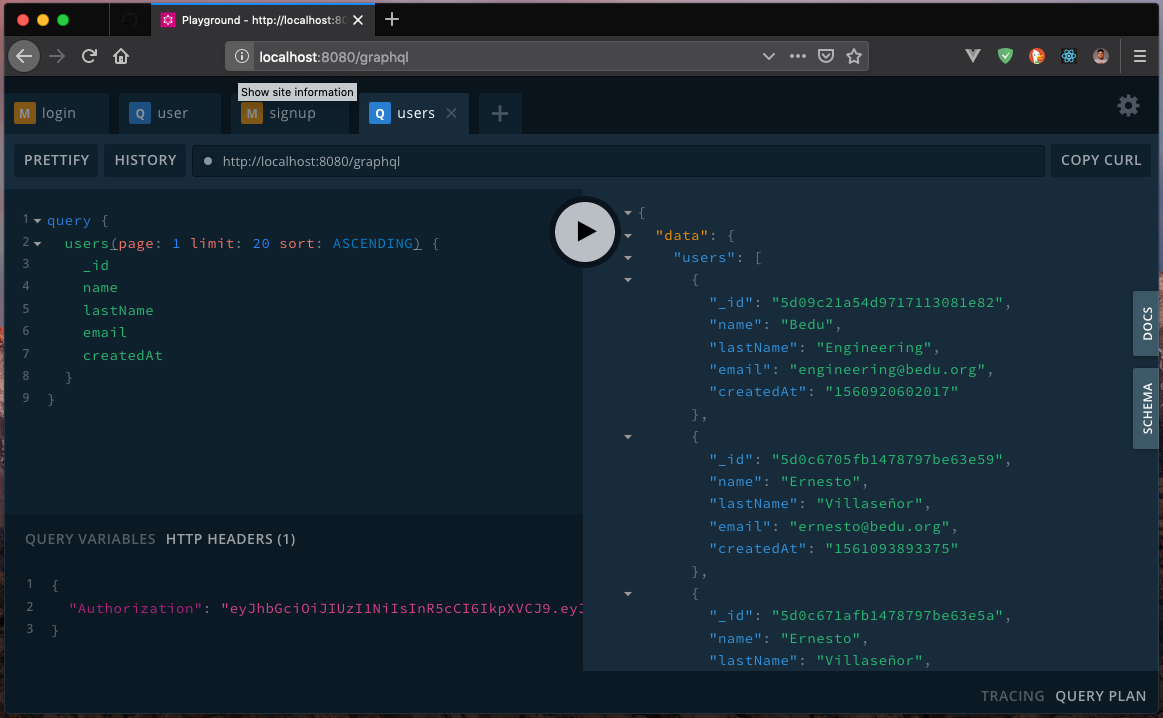 Playground - http://localhost:80
localhost:8080/graphql
Show site information
M login
Q user
M signup
Q users
PRETTIFY
HISTORY
http://localhost:8080/graphql
COPY CURL
1 query {
2 users(page: 1 limit: 20 sort: ASCENDING) {
3 _id
4 name
5 lastName
6 email
7 createdAt
8 }
9 }
{
"data": {
"users": [
{
"_id": "5d09c21a54d9717113081e82",
"name": "Bedu",
"lastName": "Engineering",
"email": "engineering@bedu.org",
"createdAt": "1560920602017"
},
{
"_id": "5d0c6705fb1478797be63e59",
"name": "Ernesto",
"lastName": "Villaseñor",
"email": "ernesto@bedu.org",
"createdAt": "1561093893375"
},
{
"_id": "5d0c671afb1478797be63e5a",
"name": "Ernesto",
"lastName": "Villaseñor",
DOCS
SCHEMA
QUERY VARIABLES HTTP HEADERS (1)
1 {
2 "Authorization": "eyJhbGciOiJIUzI1NiIsInR5cCI6IkpXVCJ9.eyJ
3 }
TRACING QUERY PLAN